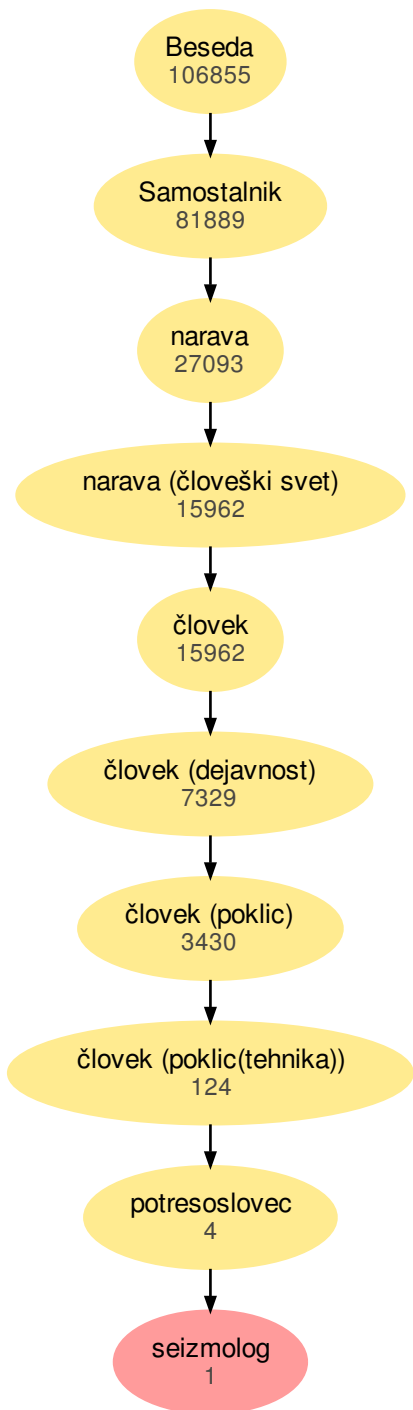 Beseda
106855
Samostalnik
81889
narava
27093
narava (človeški svet)
15962
človek
15962
človek (dejavnost)
7329
človek (poklic)
3430
človek (poklic(tehnika))
124
potresoslovec
4
seizmolog
1